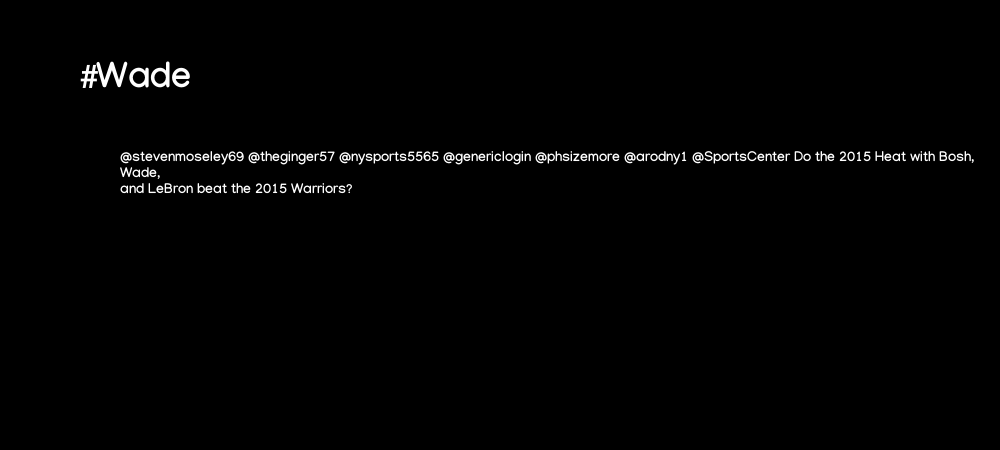 #Wade
@stevenmoseley69 @theginger57 @nysports5565 @genericlogin @phsizemore @arodny1 @SportsCenter Do the 2015 Heat with Bosh,
Wade,
and LeBron beat the 2015 Warriors?